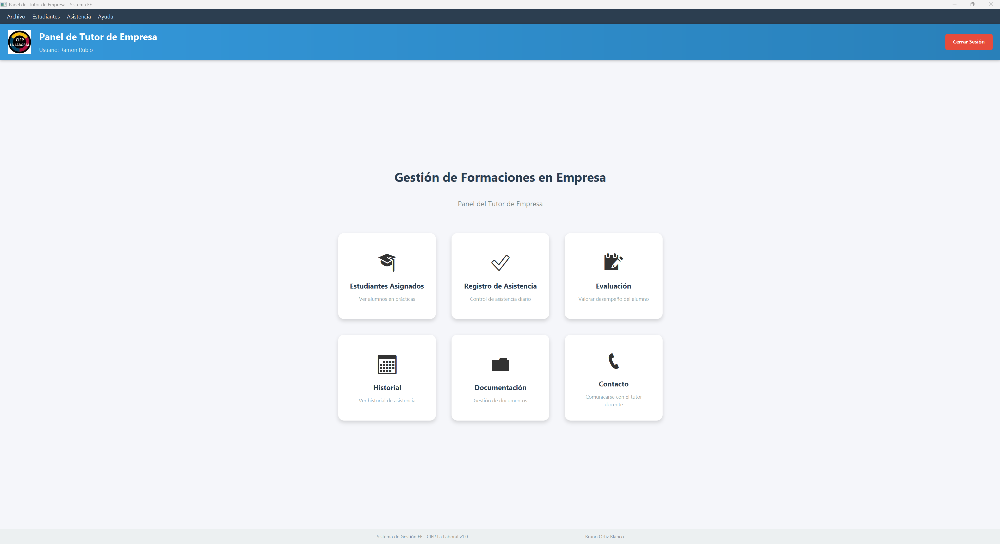 Panel del Tutor de Empresa - Sistema FE
Archivo Estudiantes Asistencia Ayuda
CIFP
LA LABORAL
Panel de Tutor de Empresa
Usuario: Ramon Rubio
Cerrar Sesión
Gestión de Formaciones en Empresa
Panel del Tutor de Empresa
Estudiantes Asignados
Ver alumnos en prácticas
Registro de Asistencia
Control de asistencia diario
Evaluación
Valorar desempeño del alumno
Historial
Ver historial de asistencia
Documentación
Gestión de documentos
Contacto
Comunicarse con el tutor
docente
Sistema de Gestión FE - CIFP La Laboral v1.0
Bruno Ortiz Blanco